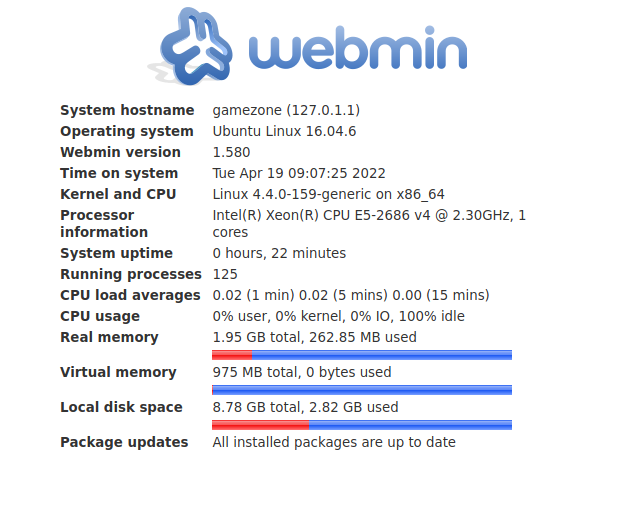 webmin
System hostname gamezone (127.0.1.1)
Operating system Ubuntu Linux 16.04.6
Webmin version 1.580
Time on system Tue Apr 19 09:07:25 2022
Kernel and CPU Linux 4.4.0-159-generic on x86_64
Processor information Intel(R) Xeon(R) CPU E5-2686 v4 @ 2.30GHz, 1 cores
System uptime 0 hours, 22 minutes
Running processes 125
CPU load averages 0.02 (1 min) 0.02 (5 mins) 0.00 (15 mins)
CPU usage 0% user, 0% kernel, 0% IO, 100% idle
Real memory 1.95 GB total, 262.85 MB used
Virtual memory 975 MB total, 0 bytes used
Local disk space 8.78 GB total, 2.82 GB used
Package updates All installed packages are up to date